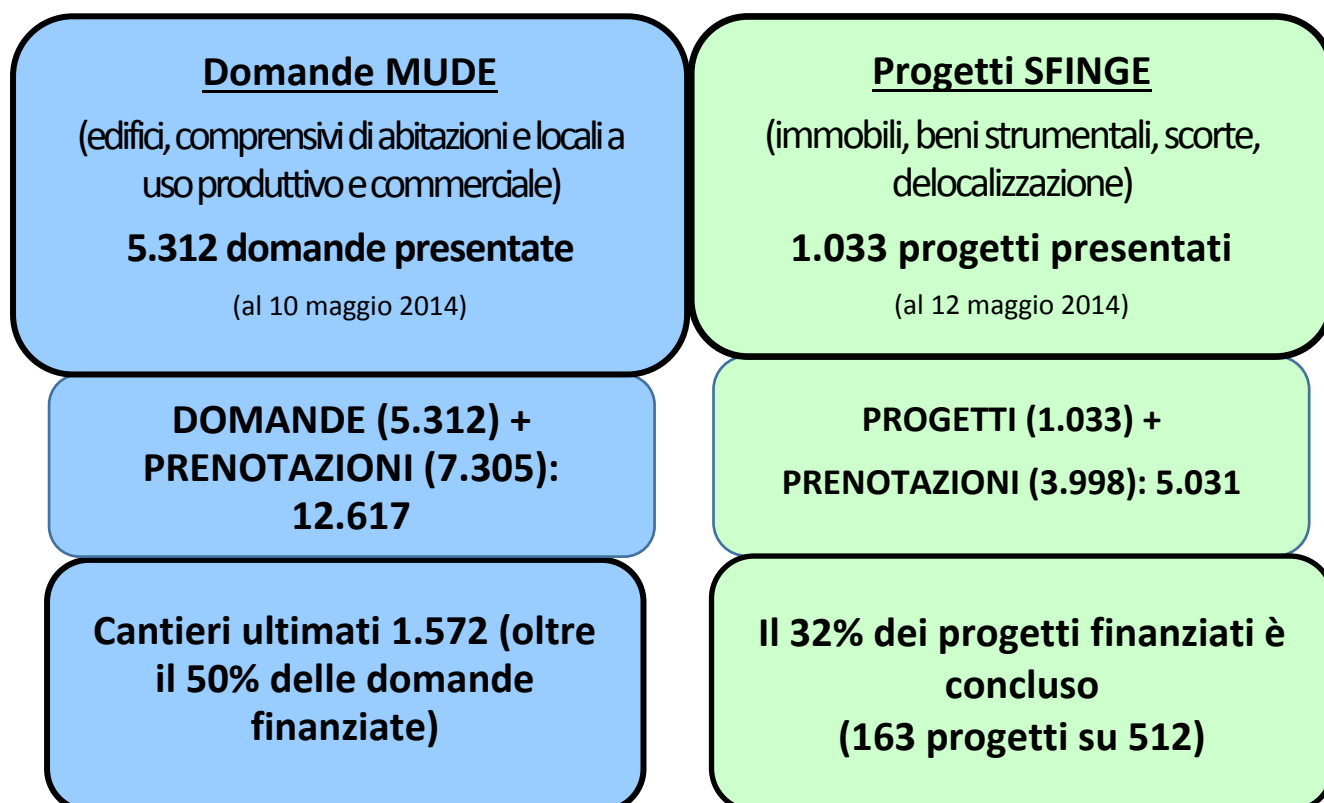 Domande MUDE
(edifici, comprensivi di abitazioni e locali a
uso produttivo e commerciale)
5.312 domande presentate
(al 10 maggio 2014)
Progetti SFINGE
(immobili, beni strumentali, scorte,
delocalizzazione)
1.033 progetti presentati
(al 12 maggio 2014)
DOMANDE (5.312) +
PRENOTAZIONI (7.305):
12.617
PROGETTI (1.033) +
PRENOTAZIONI (3.998): 5.031
Cantieri ultimati 1.572 (oltre
il 50% delle domande
finanziate)
Il 32% dei progetti finanziati è
concluso
(163 progetti su 512)